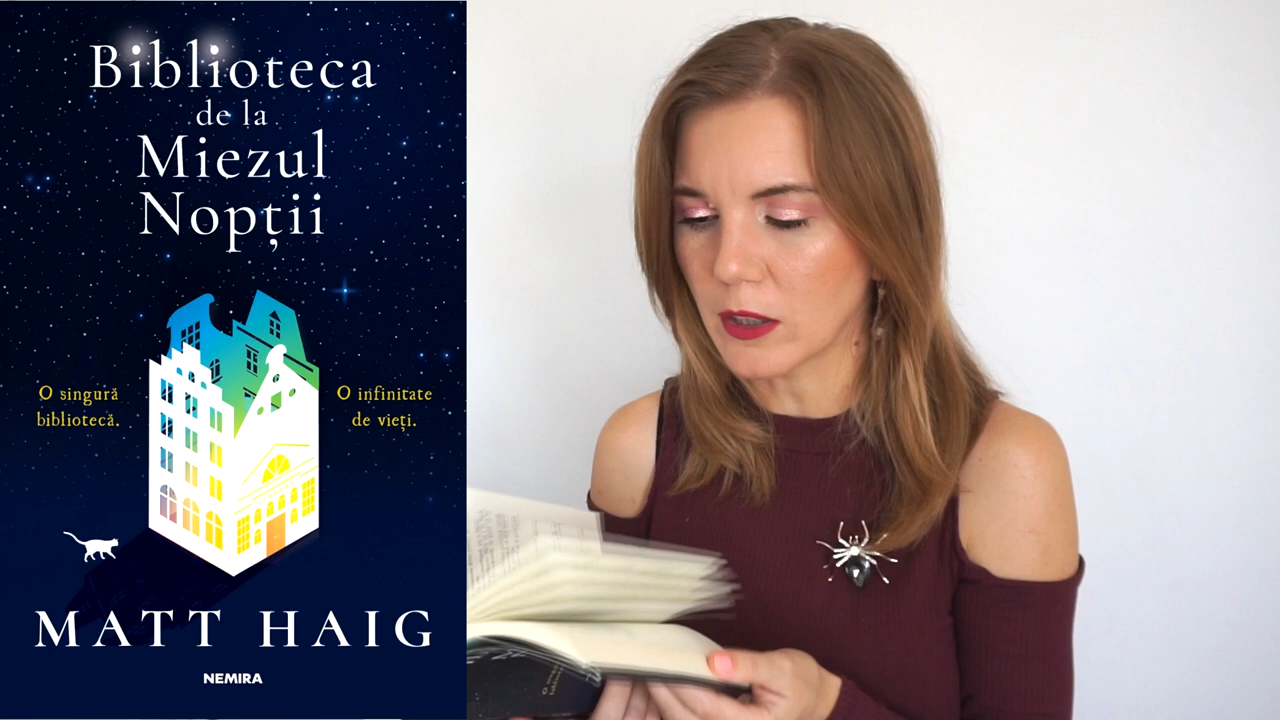 Biblioteca
de la
Miezul
Nopții
O singură
bibliotecă.
O infinitate
de vieți.
MATT HAIG
NEMIRA